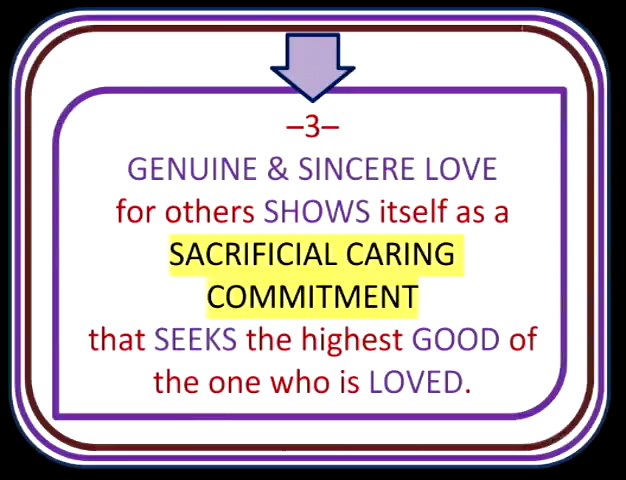 –3–
GENUINE & SINCERE LOVE
for others SHOWS itself as a
SACRIFICIAL CARING
COMMITMENT
that SEEKS the highest GOOD of
the one who is LOVED.